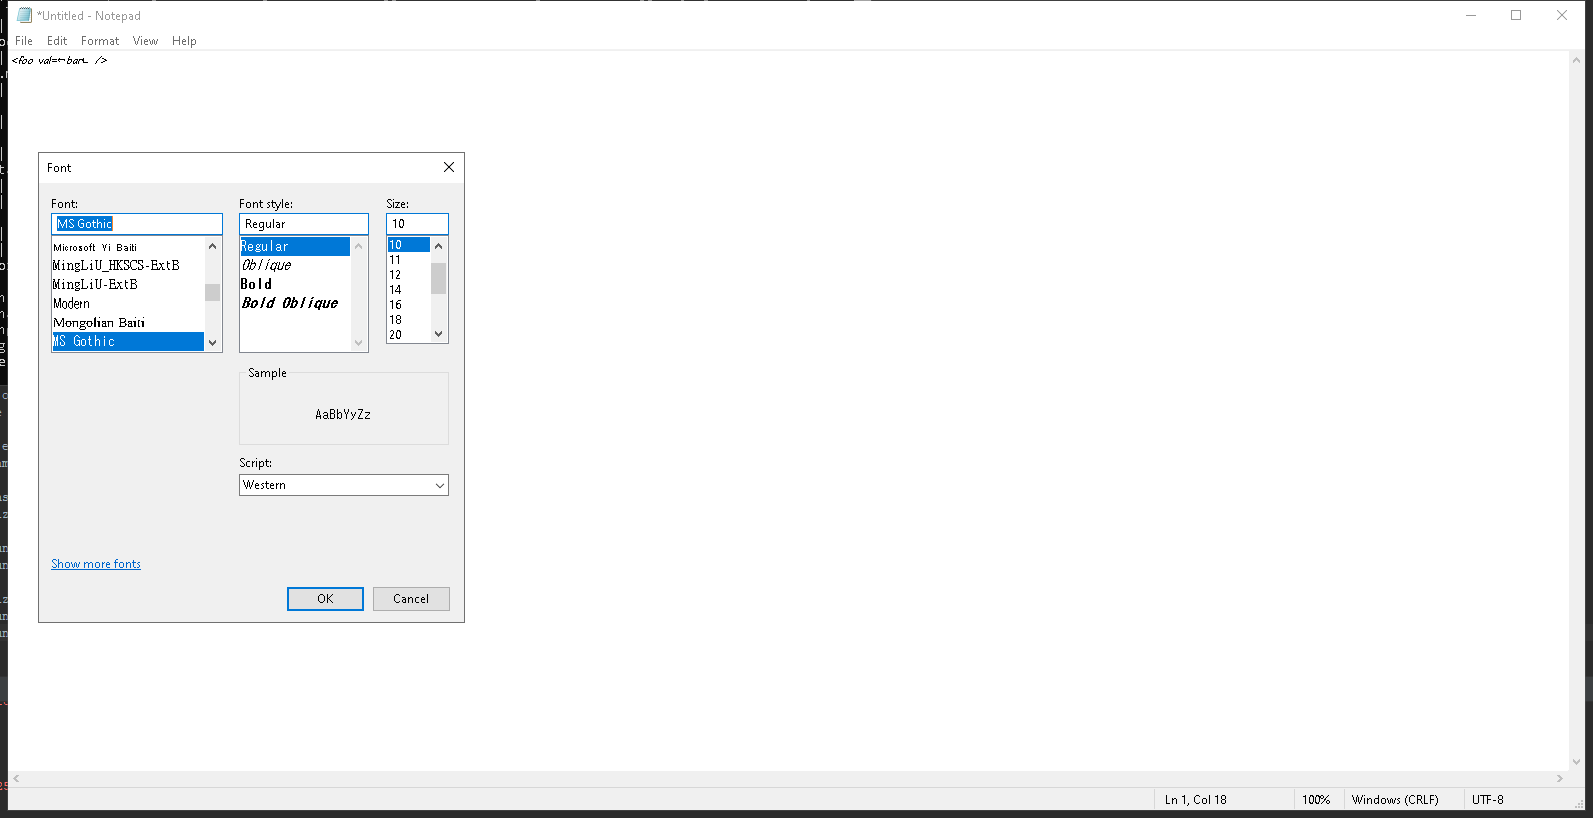 *Untitled - Notepad
File Edit Format View Help
<foo val=←bar← />
Font
Font: Font style: Size:
MS Gothic Regular 10
Microsoft Yi Baiti
MingLiU_HKSCS-ExtB
MingLiU-ExtB
Modern
Mongolian Baiti
MS Gothic
Regular
Oblique
Bold
Bold Oblique
10
11
12
14
16
18
20
Sample
AaBbYyZz
Script:
Western
Show more fonts
OK Cancel
Ln 1, Col 18 100% Windows (CRLF) UTF-8